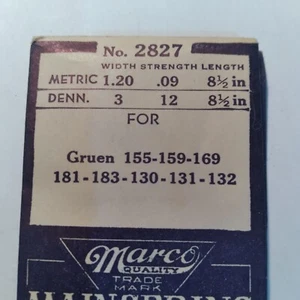 No. 2827
WIDTH STRENGTH LENGTH
METRIC 1.20 .09 8½ in
DENN. 3 12 8½ in
FOR
Gruen 155-159-169
181-183-130-131-132
Marco
QUALITY
TRADE
MARK
MAINSPRING